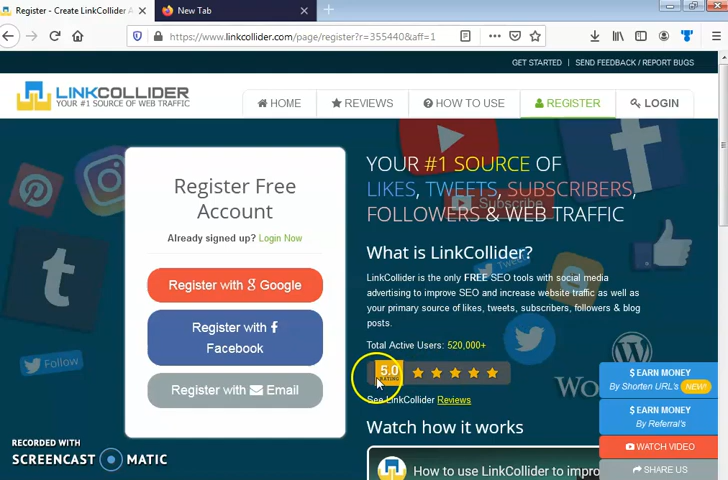 Register - Create LinkCollider A
New Tab
https://www.linkcollider.com/page/register?r=355440&aff=1
GET STARTED | SEND FEEDBACK / REPORT BUGS
LINKCOLLIDER
YOUR #1 SOURCE OF WEB TRAFFIC
HOME
REVIEWS
HOW TO USE
REGISTER
LOGIN
Register Free
Account
Already signed up? Login Now
Register with Google
Register with f
Facebook
Register with Email
YOUR #1 SOURCE OF
LIKES, TWEETS, SUBSCRIBERS,
FOLLOWERS & WEB TRAFFIC
Subscribe
What is LinkCollider?
LinkCollider is the only FREE SEO tools with social media
advertising to improve SEO and increase website traffic as well as
your primary source of likes, tweets, subscribers, followers & blog
posts.
Tweet
Total Active Users: 520,000+
5.0
RATING
See LinkCollider Reviews
Watch how it works
How to use LinkCollider to impro
Follow
$ EARN MONEY
By Shorten URL's NEW!
$ EARN MONEY
By Referral's
WATCH VIDEO
SHARE US
RECORDED WITH
SCREENCAST MATIC